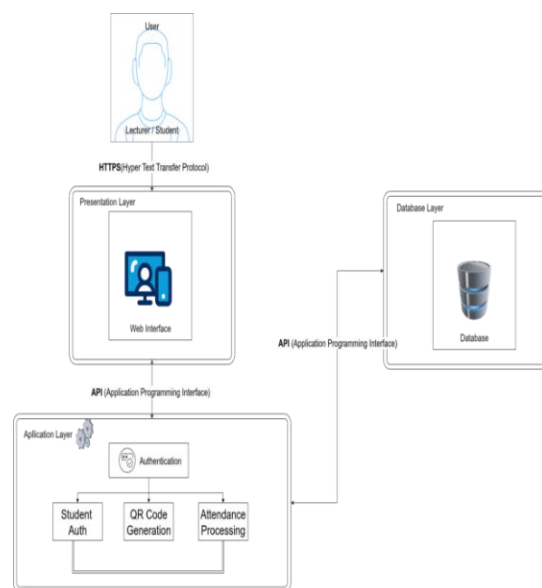 User
Lecturer / Student
HTTPS(Hyper Text Transfer Protocol)
Presentation Layer
Web Interface
API (Application Programming Interface)
Database Layer
Database
API (Application Programming Interface)
Apllication Layer
Authentication
Student
Auth
QR Code
Generation
Attendance
Processing